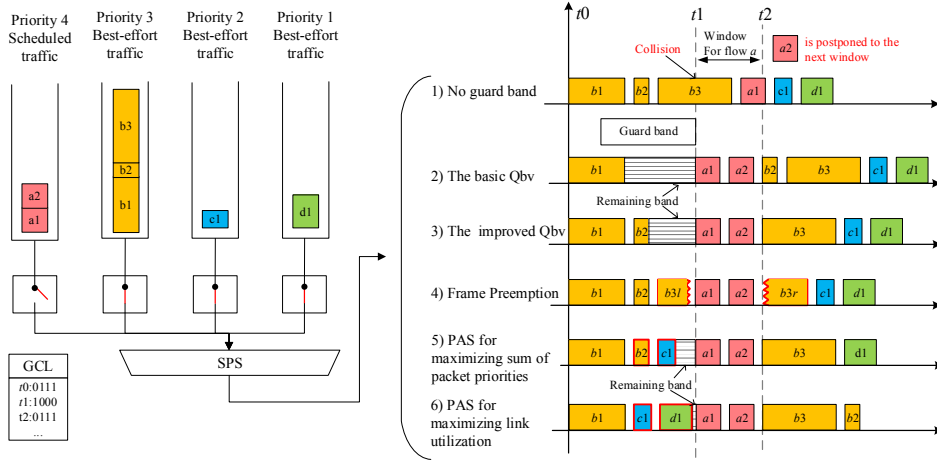 Priority 4
Scheduled
traffic
Priority 3
Best-effort
traffic
Priority 2
Best-effort
traffic
Priority 1
Best-effort
traffic
b3
b2
b1
a2
a1
c1
d1
SPS
GCL
t0:0111
t1:1000
t2:0111
...
t0
t1
t2
Window
For flow a
Collision
a2
is postponed to the
next window
1) No guard band
b1
b2
b3
a1
c1
d1
Guard band
2) The basic Qbv
b1
a1
a2
b2
b3
c1
d1
Remaining band
3) The improved Qbv
b1
b2
a1
a2
b3
c1
d1
4) Frame Preemption
b1
b2
b3l
a1
a2
b3r
c1
d1
5) PAS for
maximizing sum of
packet priorities
b1
b2
c1
a1
a2
b3
d1
Remaining band
6) PAS for
maximizing link
utilization
b1
c1
d1
a1
a2
b3
b2